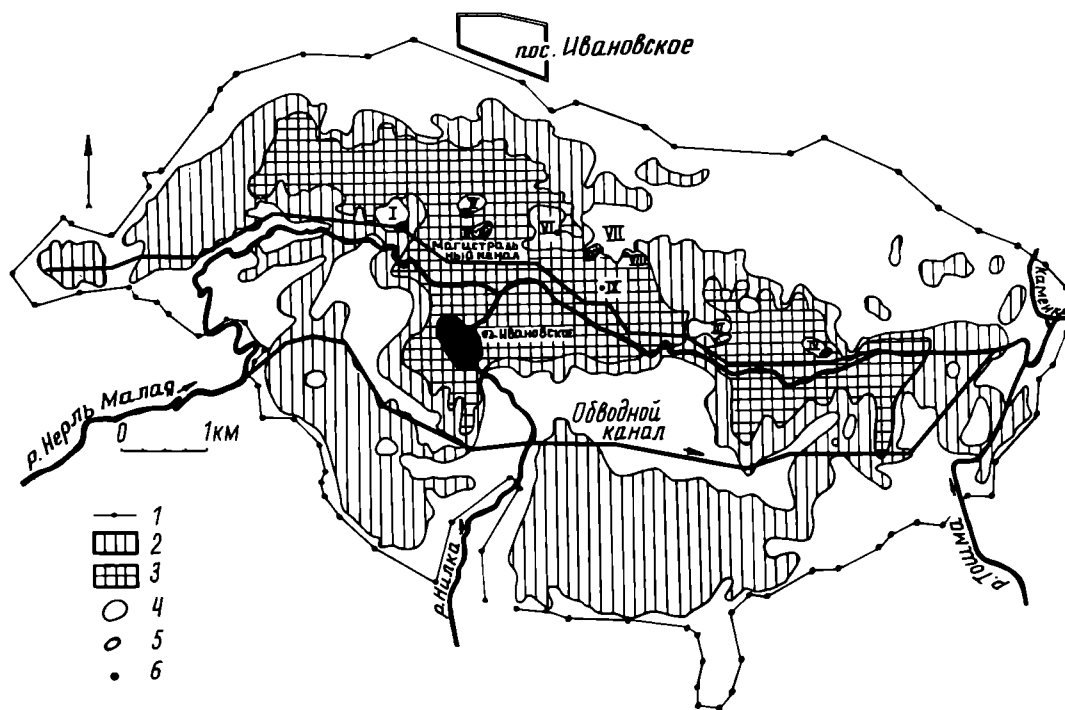 пос. Ивановское
I
VI
VII
Магистраль
ный канал
VIII
IX
оз. Ивановское
Каменка
р. Нерль Малая
0 1км
Обводной
канал
р. Нилка
р. Тошма
1
2
3
4
5
6